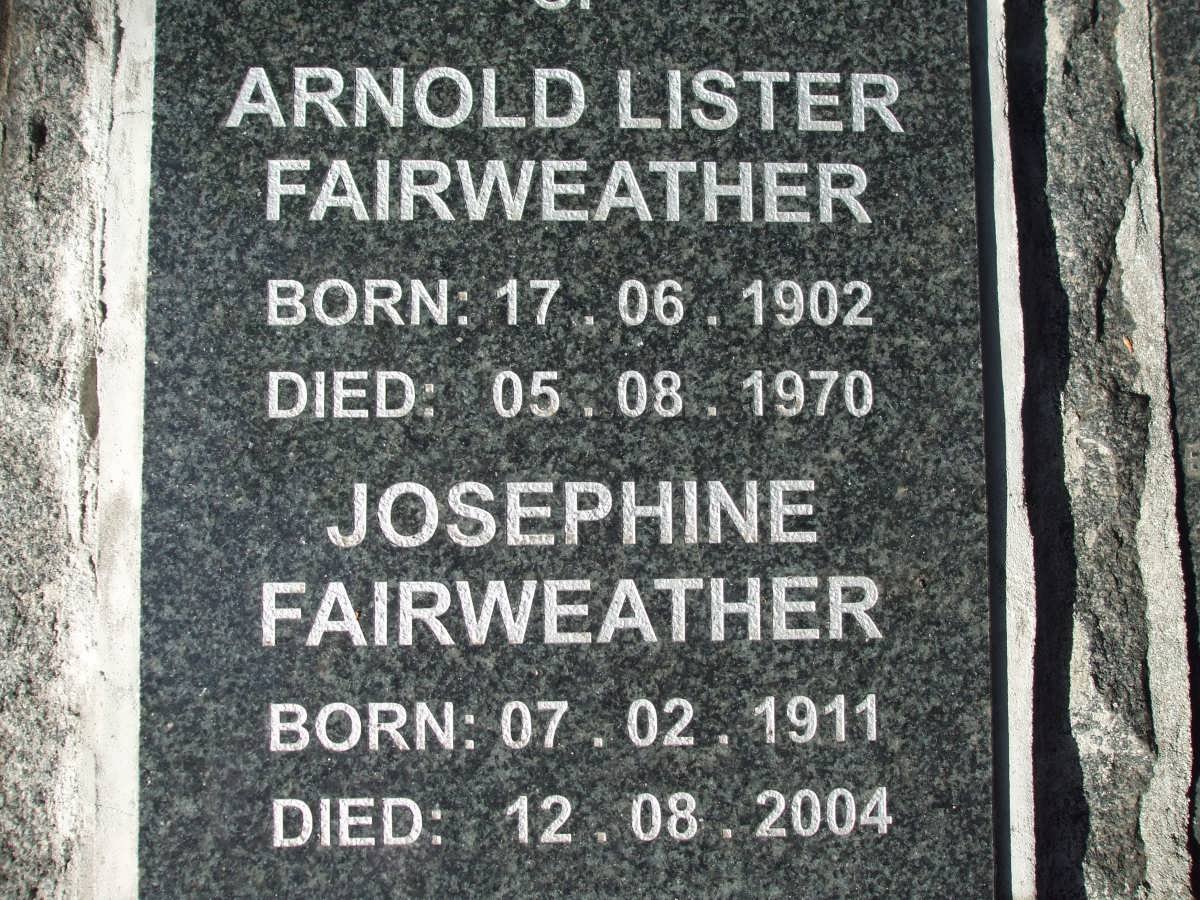 ARNOLD LISTER
FAIRWEATHER
BORN: 17 . 06 . 1902
DIED: 05 . 08 . 1970
JOSEPHINE
FAIRWEATHER
BORN: 07 . 02 . 1911
DIED: 12 . 08 . 2004